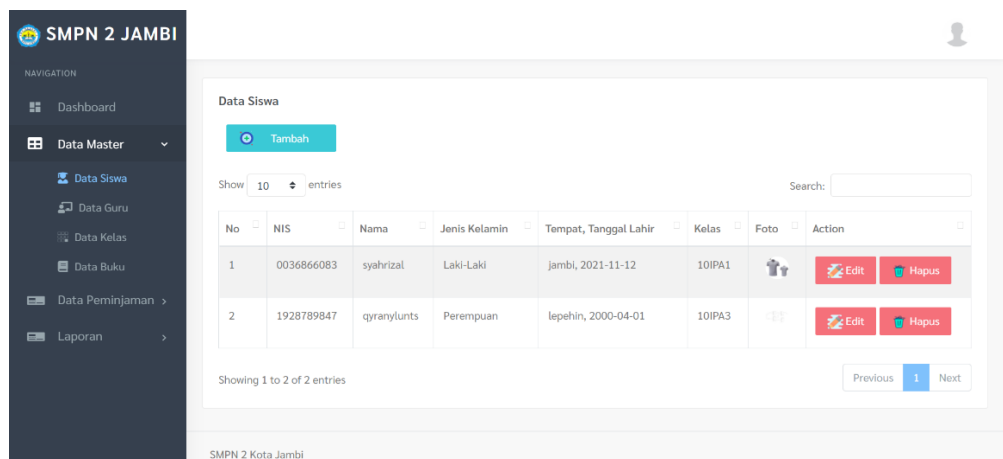 SMPN 2 JAMBI
NAVIGATION
Dashboard
Data Master
Data Siswa
Data Guru
Data Kelas
Data Buku
Data Peminjaman
Laporan
Data Siswa
Tambah
Show 10 entries
Search:
No NIS Nama Jenis Kelamin Tempat, Tanggal Lahir Kelas Foto Action
1 0036866083 syahrizal Laki-Laki jambi, 2021-11-12 10IPA1 Edit Hapus
2 1928789847 qyranylunts Perempuan lepehin, 2000-04-01 10IPA3 Edit Hapus
Showing 1 to 2 of 2 entries
Previous 1 Next
SMPN 2 Kota Jambi